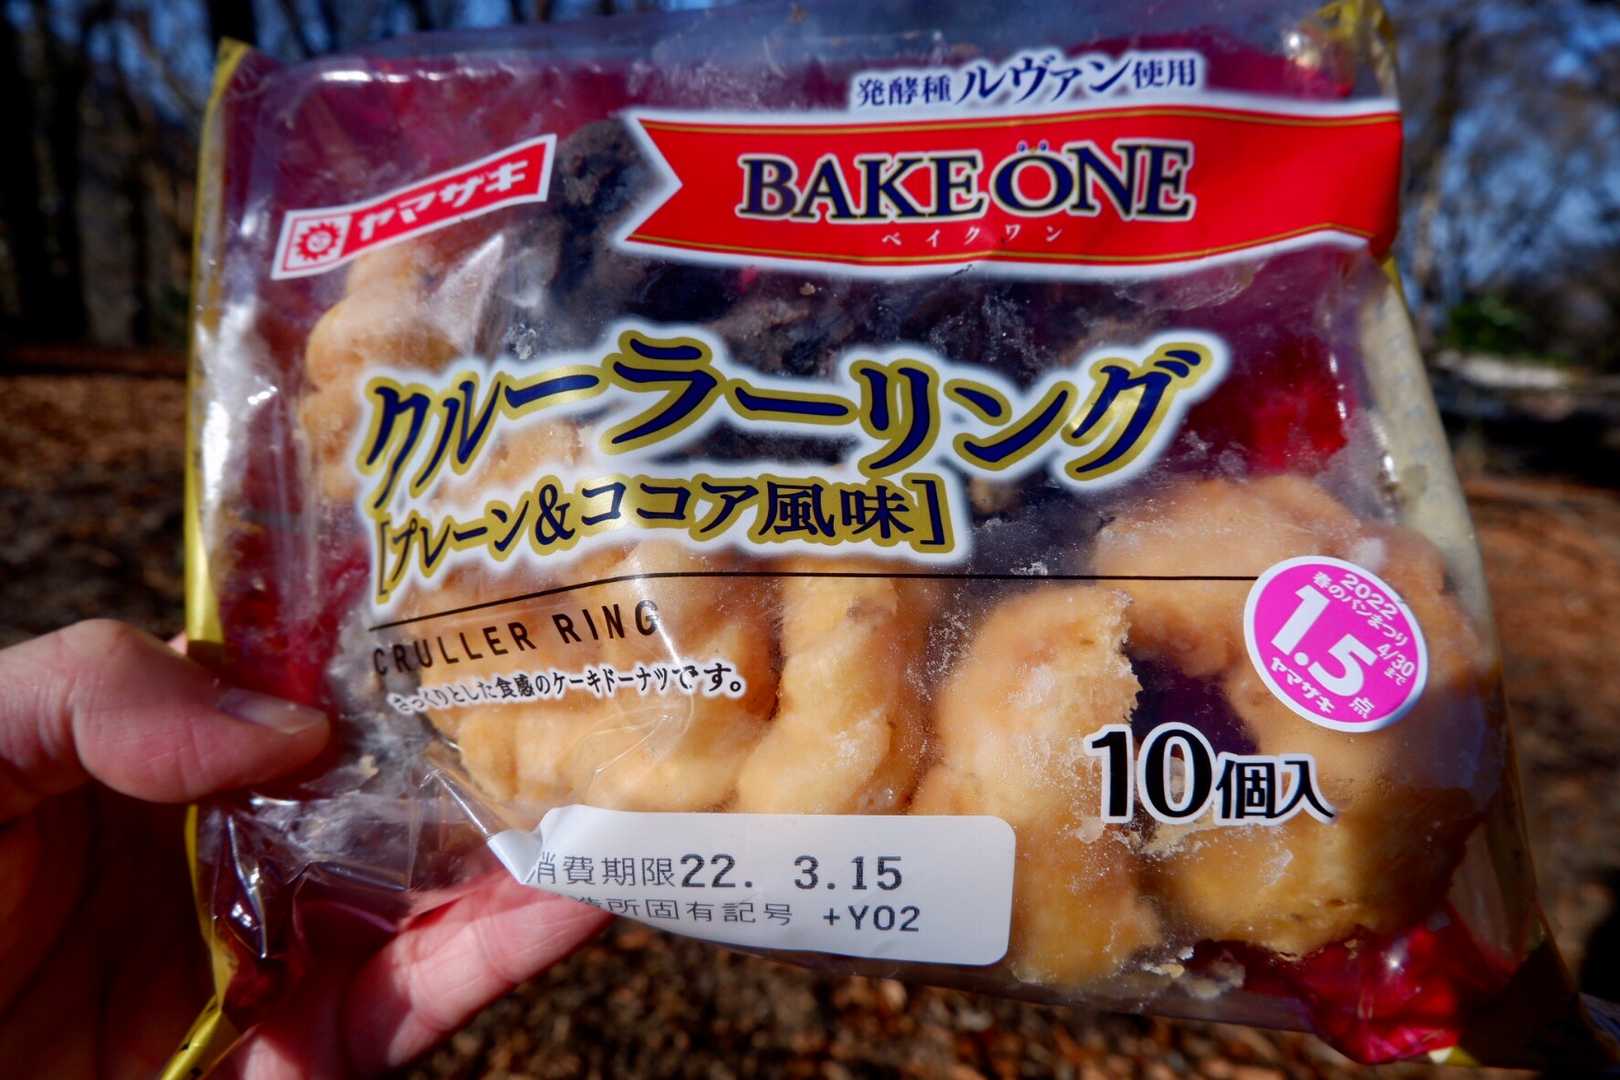 発酵種ルヴァン使用
BAKE ÖNE
ベイクワン
ヤマザキ
クルーラーリング
[プレーン&ココア風味]
CRULLER RING
さっくりとした食感のケーキドーナツです。
2022
春のパンまつり
4/30まで
1.5点
ヤマザキ
10個入
消費期限22. 3.15
造所固有記号 +Y02